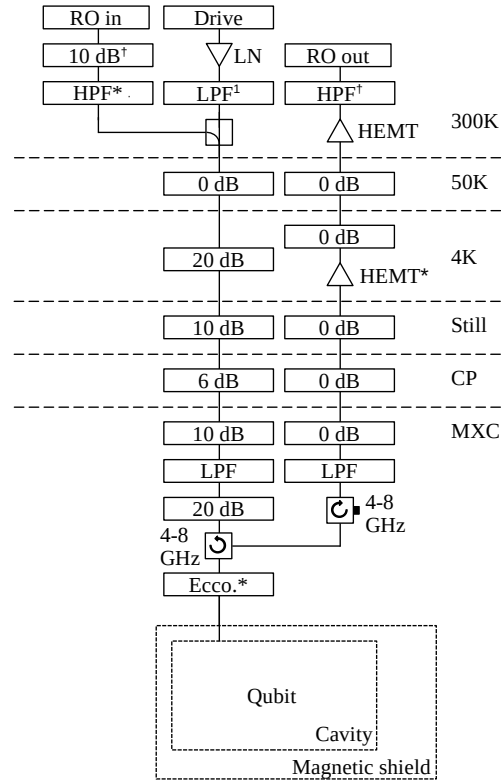 RO in
Drive
10 dB†
LN
RO out
HPF*
LPF¹
HPF†
HEMT
300K
0 dB
0 dB
50K
0 dB
20 dB
HEMT*
4K
10 dB
0 dB
Still
6 dB
0 dB
CP
10 dB
0 dB
MXC
LPF
LPF
20 dB
4-8
GHz
4-8
GHz
Ecco.*
Qubit
Cavity
Magnetic shield